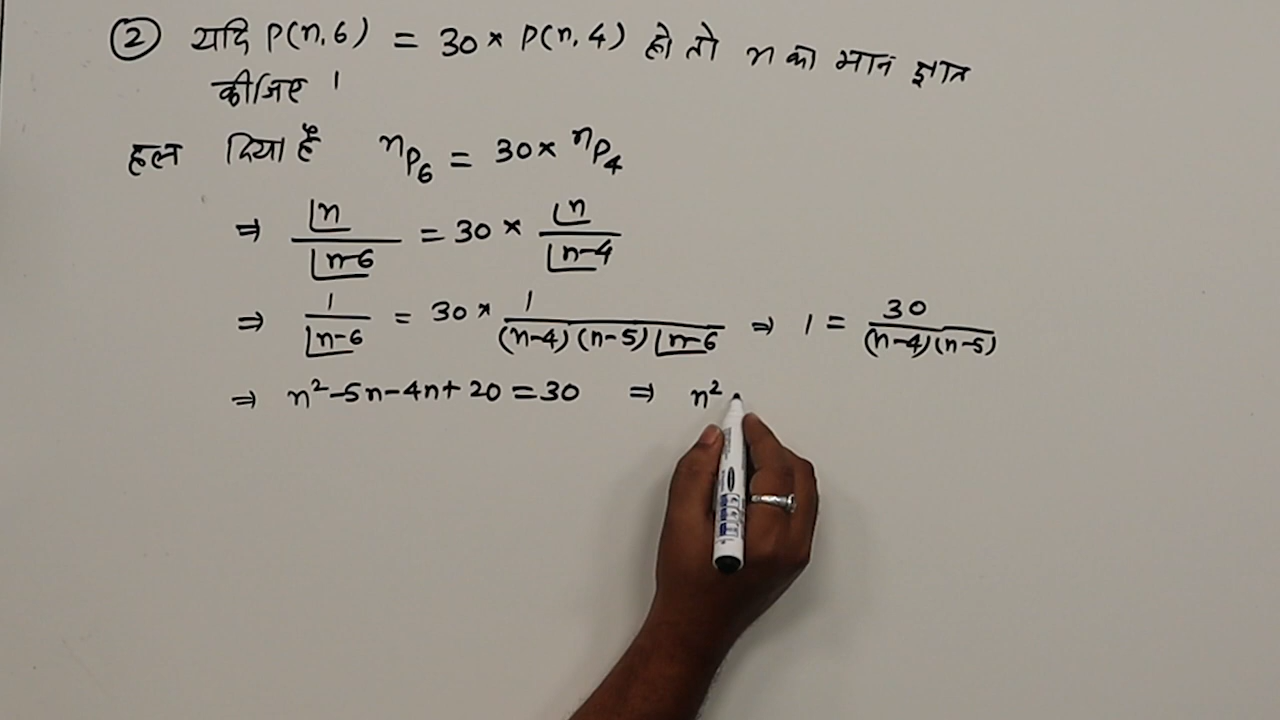 ② यदि P(n,6) = 30 × P(n,4) हो तो n का मान ज्ञात
कीजिए ।
हल दिया है ⁿP₆ = 30 × ⁿP₄
⇒ |n / |n-6 = 30 × |n / |n-4
⇒ 1 / |n-6 = 30 × 1 / (n-4)(n-5)|n-6 ⇒ 1 = 30 / (n-4)(n-5)
⇒ n² -5n-4n+20 = 30 ⇒ n²